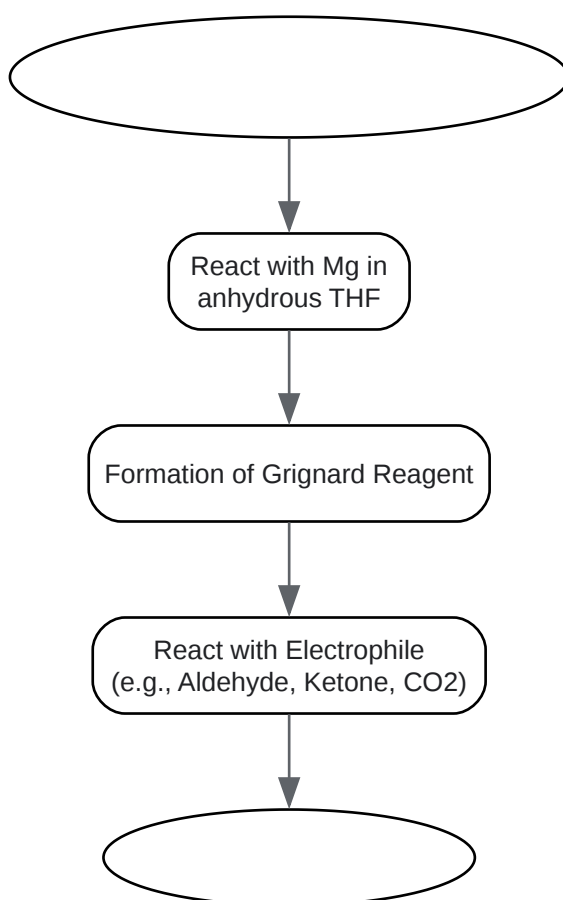 React with Mg in
anhydrous THF
Formation of Grignard Reagent
React with Electrophile
(e.g., Aldehyde, Ketone, CO2)